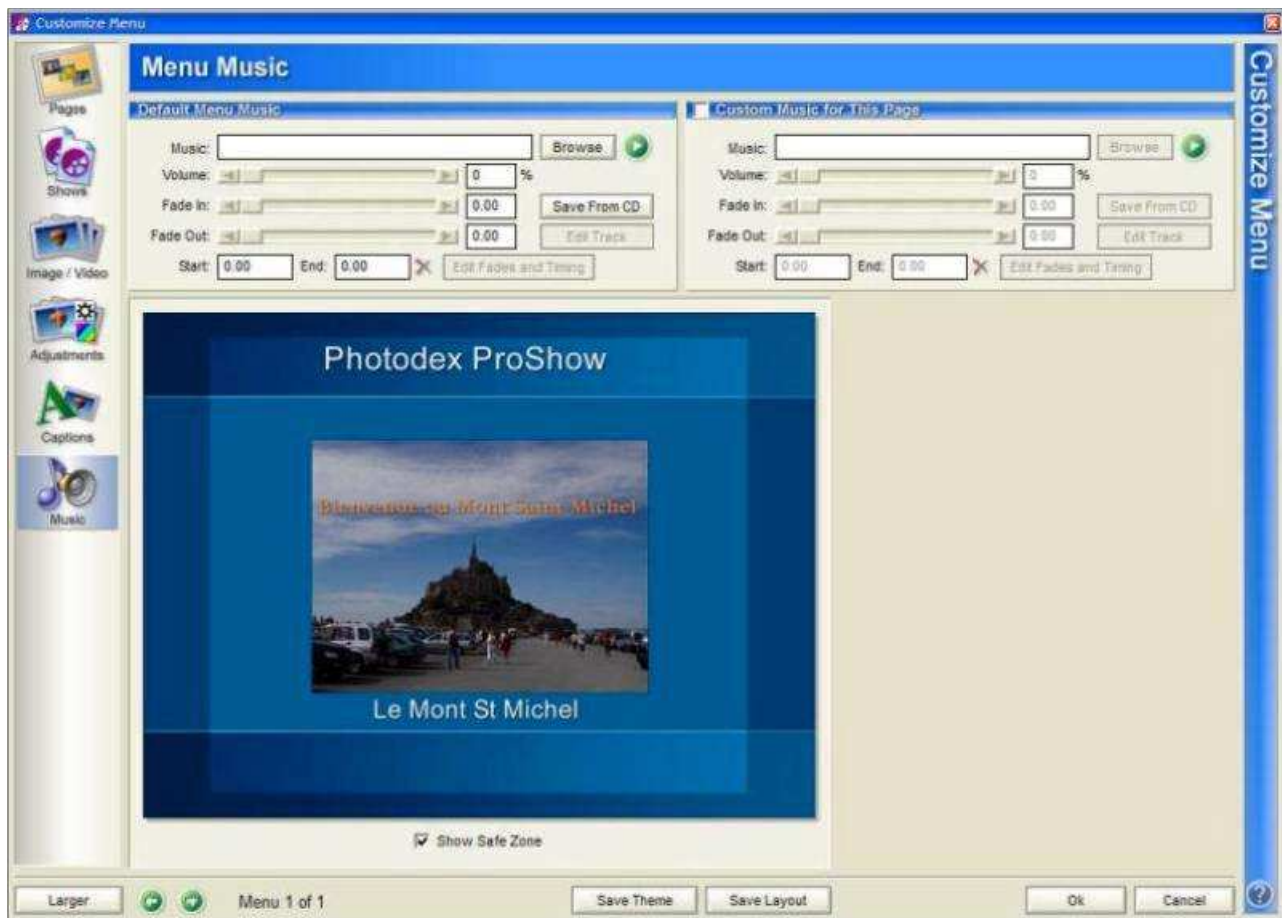 Customize Menu
Pages
Shows
Image / Video
Adjustments
Captions
Music
Menu Music
Default Menu Music
Music: Browse
Volume: 0 %
Fade In: 0.00 Save From CD
Fade Out: 0.00 Edit Track
Start: 0.00 End: 0.00 Edit Fades and Timing
Custom Music for This Page
Music: Browse
Volume: 0 %
Fade In: 0.00 Save From CD
Fade Out: 0.00 Edit Track
Start: 0.00 End: 0.00 Edit Fades and Timing
Photodex ProShow
Bienvenue au Mont Saint Michel
Le Mont St Michel
Show Safe Zone
Larger Menu 1 of 1 Save Theme Save Layout Ok Cancel
Customize Menu
?